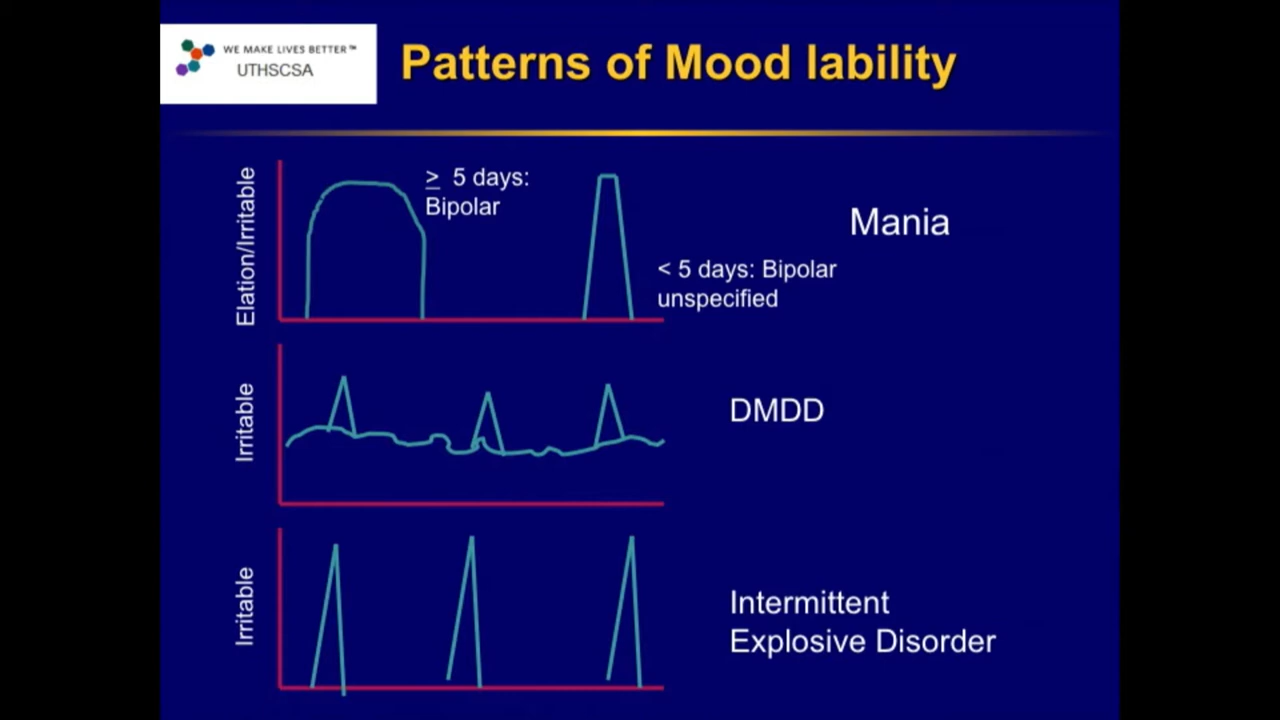 WE MAKE LIVES BETTER™
UTHSCSA
Patterns of Mood lability
Elation/Irritable
≥ 5 days:
Bipolar
Mania
< 5 days: Bipolar
unspecified
Irritable
DMDD
Irritable
Intermittent
Explosive Disorder